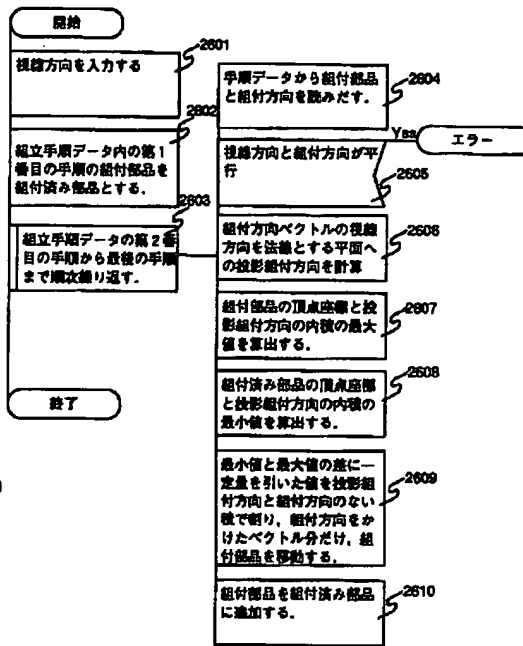 開始
2601
視線方向を入力する
2602
組立手順データ内の第1
番目の手順の組付部品を
組付済み部品とする。
2603
組立手順データの第2番
目の手順から最後の手順
まで順次繰り返す。
終了
2604
手順データから組付部品
と組付方向を読みだす。
Yes
エラー
視線方向と組付方向が平
行
2605
2606
組付方向ベクトルの視線
方向を法線とする平面へ
の投影組付方向を計算
2607
組付部品の頂点座標と投
影組付方向の内積の最大
値を算出する。
2608
組付済み部品の頂点座標
と投影組付方向の内積の
最小値を算出する。
2609
最小値と最大値の差に一
定量を引いた値を投影組
付方向と組付方向のない
積で割り，組付方向をか
けたベクトル分だけ，組
付部品を移動する。
2610
組付部品を組付済み部品
に追加する。